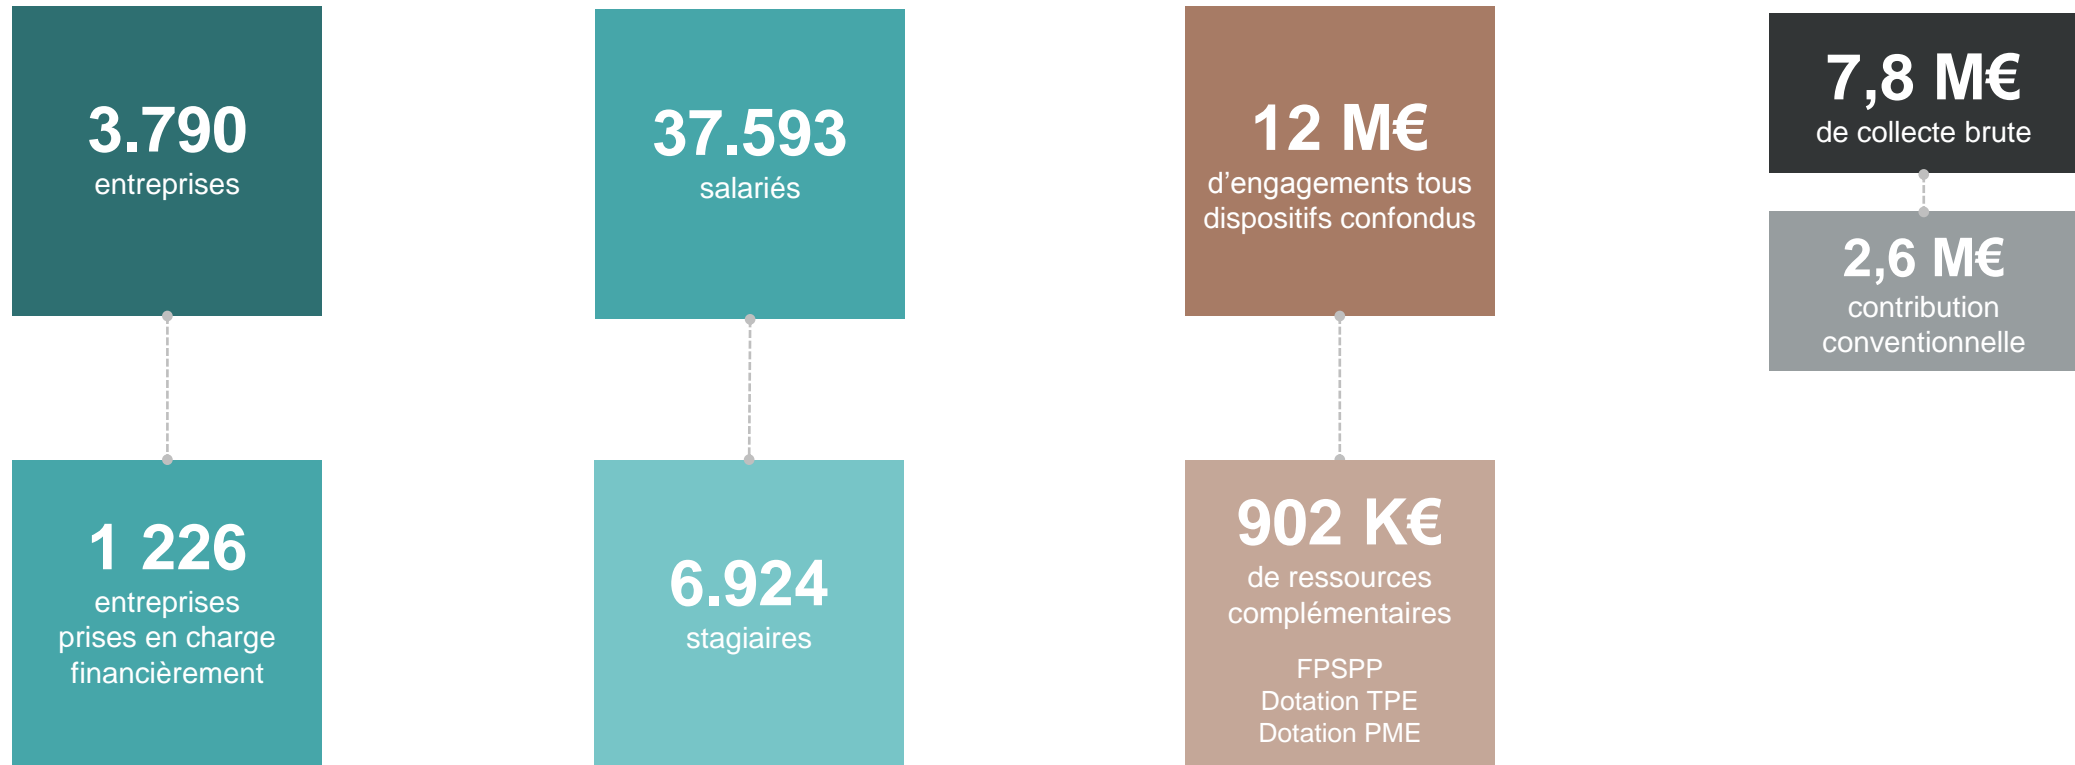 3.790
entreprises
1 226
entreprises
prises en charge
financièrement
37.593
salariés
6.924
stagiaires
12 M€
d'engagements tous
dispositifs confondus
902 K€
de ressources
complémentaires
FPSPP
Dotation TPE
Dotation PME
7,8 M€
de collecte brute
2,6 M€
contribution
conventionnelle